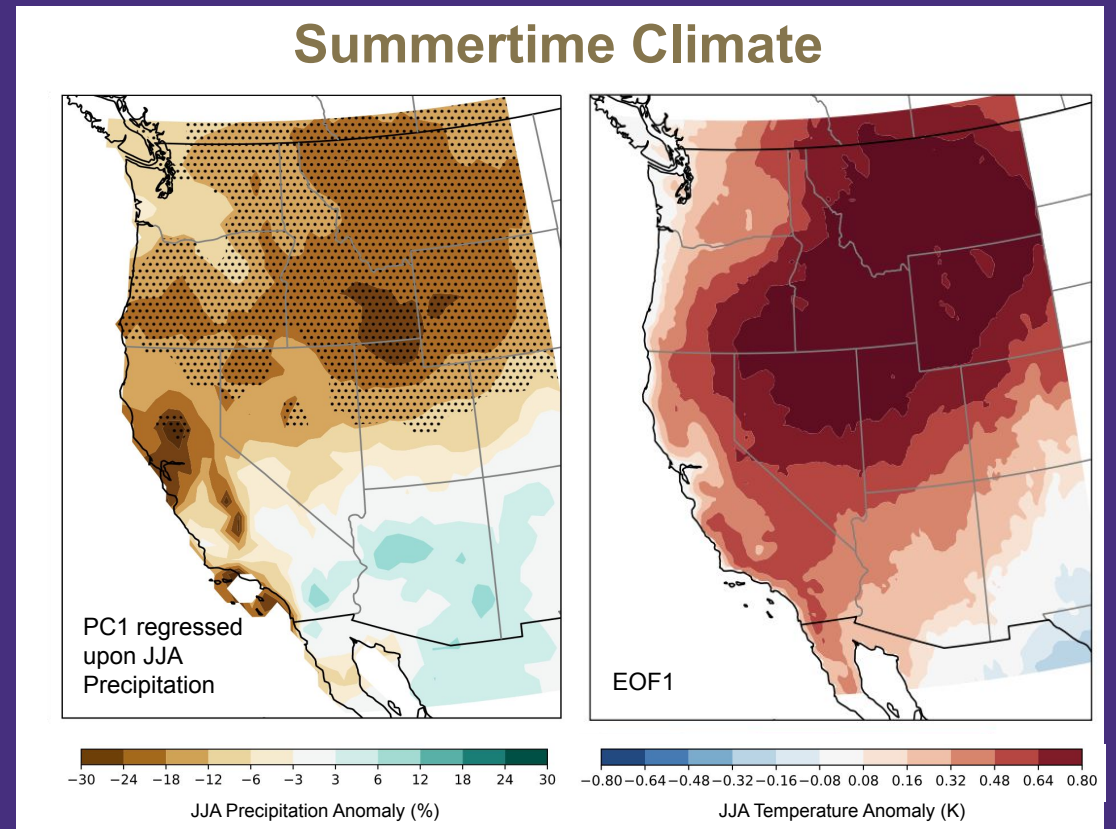 Summertime Climate
PC1 regressed
upon JJA
Precipitation
EOF1
−30 −24 −18 −12 −6 −3 3 6 12 18 24 30
JJA Precipitation Anomaly (%)
−0.80 −0.64 −0.48 −0.32 −0.16 −0.08 0.08 0.16 0.32 0.48 0.64 0.80
JJA Temperature Anomaly (K)